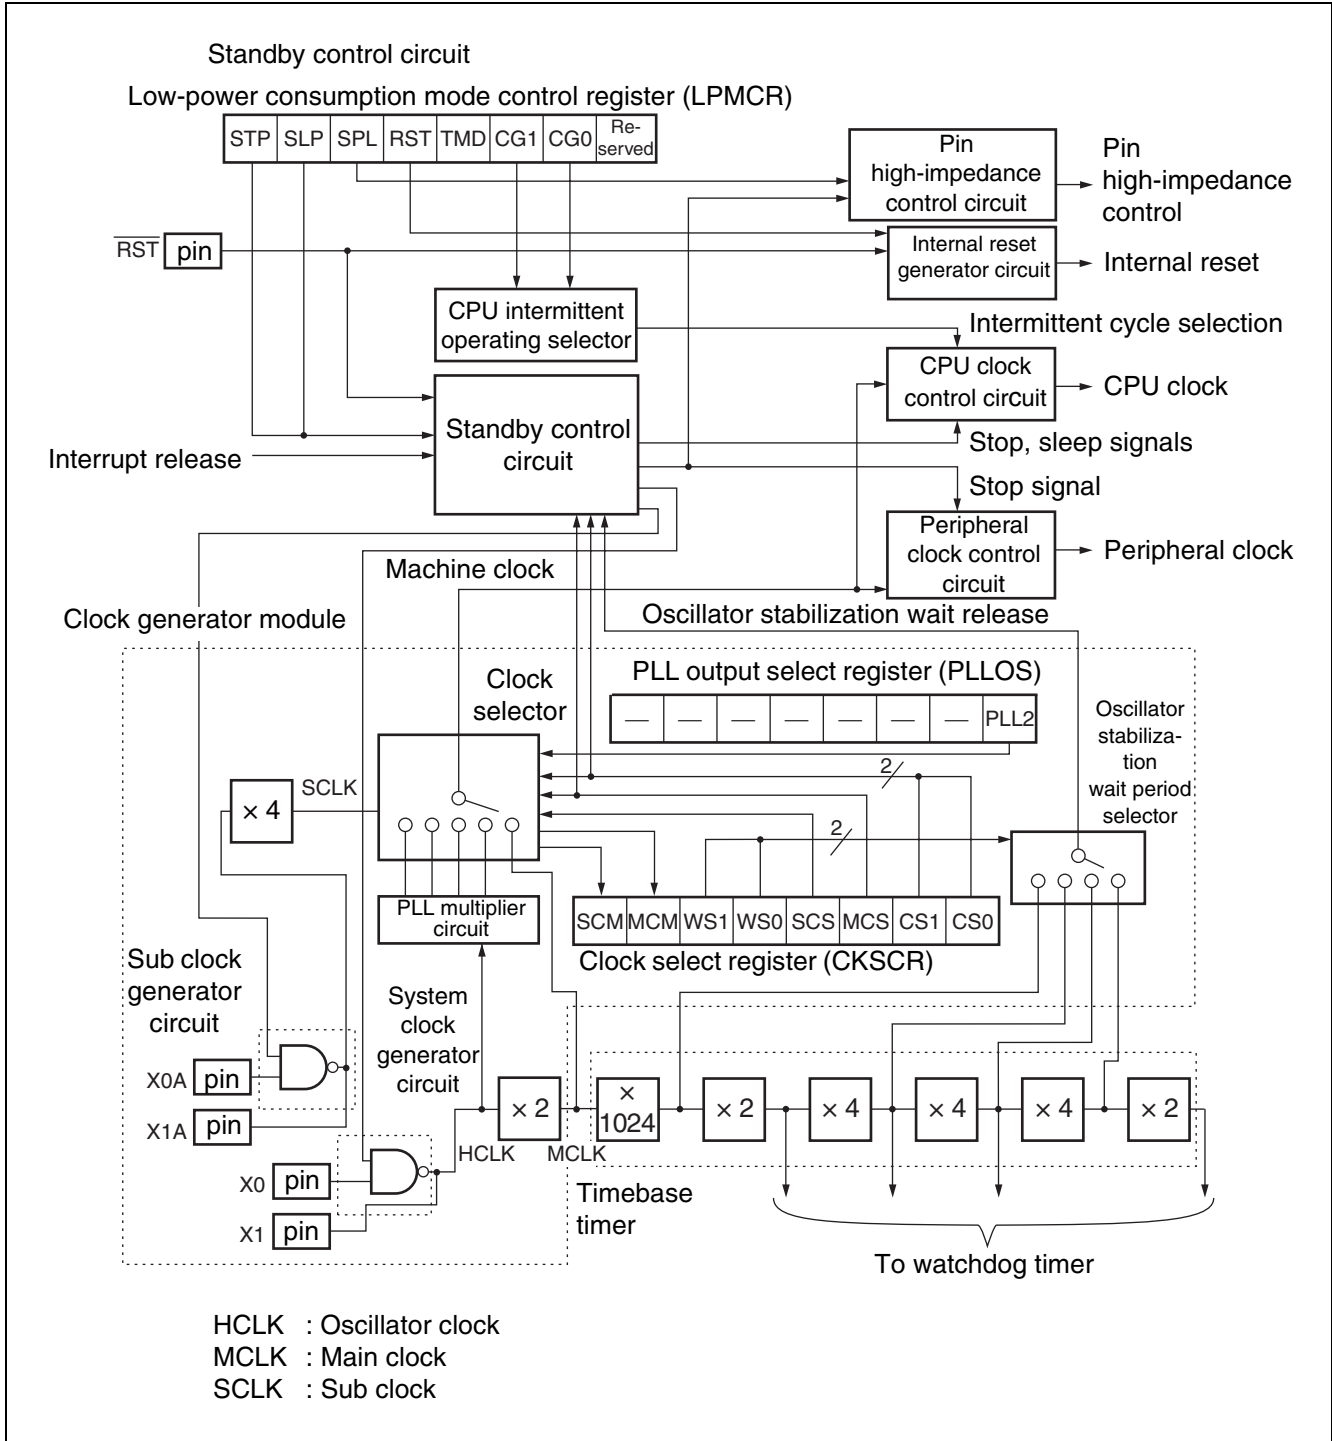 Standby control circuit
Low-power consumption mode control register (LPMCR)
STP SLP SPL RST TMD CG1 CG0 Re-
served
Pin
high-impedance
control circuit
Pin
high-impedance
control
RST pin
Internal reset
generator circuit
Internal reset
CPU intermittent
operating selector
Intermittent cycle selection
CPU clock
control circuit
CPU clock
Standby control
circuit
Interrupt release
Stop, sleep signals
Stop signal
Peripheral
clock control
circuit
Peripheral clock
Machine clock
Clock generator module
Oscillator stabilization wait release
PLL output select register (PLLOS)
— — — — — — — PLL2
Clock
selector
Oscillator
stabiliza-
tion
wait period
selector
2
SCLK
× 4
2
PLL multiplier
circuit
SCM MCM WS1 WS0 SCS MCS CS1 CS0
Clock select register (CKSCR)
Sub clock
generator
circuit
System
clock
generator
circuit
X0A pin
X1A pin
× 2
×
1024
× 2
× 4
× 4
× 4
× 2
HCLK
MCLK
X0 pin
X1 pin
Timebase
timer
To watchdog timer
HCLK : Oscillator clock
MCLK : Main clock
SCLK : Sub clock